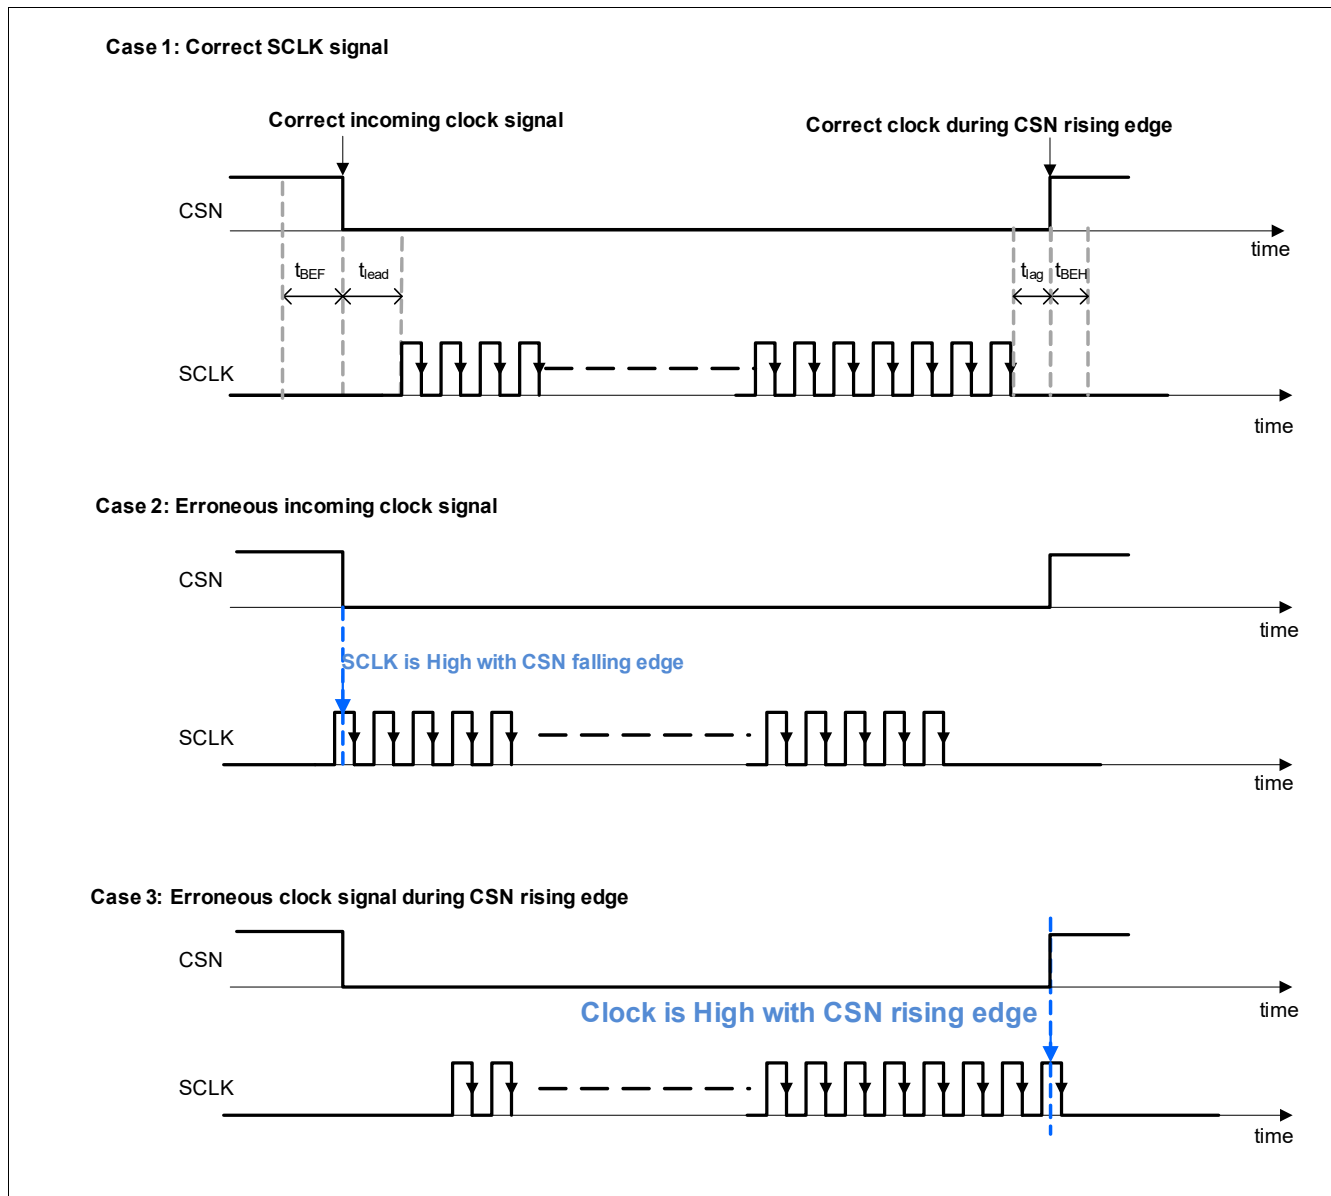 Case 1: Correct SCLK signal
Correct incoming clock signal
Correct clock during CSN rising edge
CSN
time
tBEF
tlead
tlag
tBEH
SCLK
time
Case 2: Erroneous incoming clock signal
CSN
time
SCLK is High with CSN falling edge
SCLK
time
Case 3: Erroneous clock signal during CSN rising edge
CSN
time
Clock is High with CSN rising edge
SCLK
time